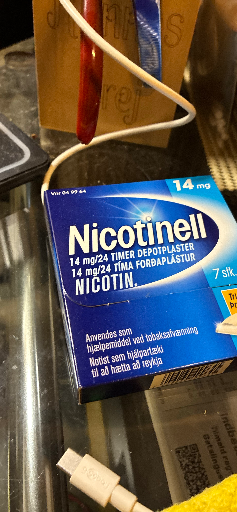 Vnr 04 99 64
14 mg
Nicotinell
14 mg/24 TIMER DEPOTPLASTER
14 mg/24 TÍMA FORÐAPLÁSTUR
NICOTIN.
7 stk.
Anvendes som
hjælpemiddel ved tobaksafvænning
Notist sem hjálpartæki
til að hætta að reykja